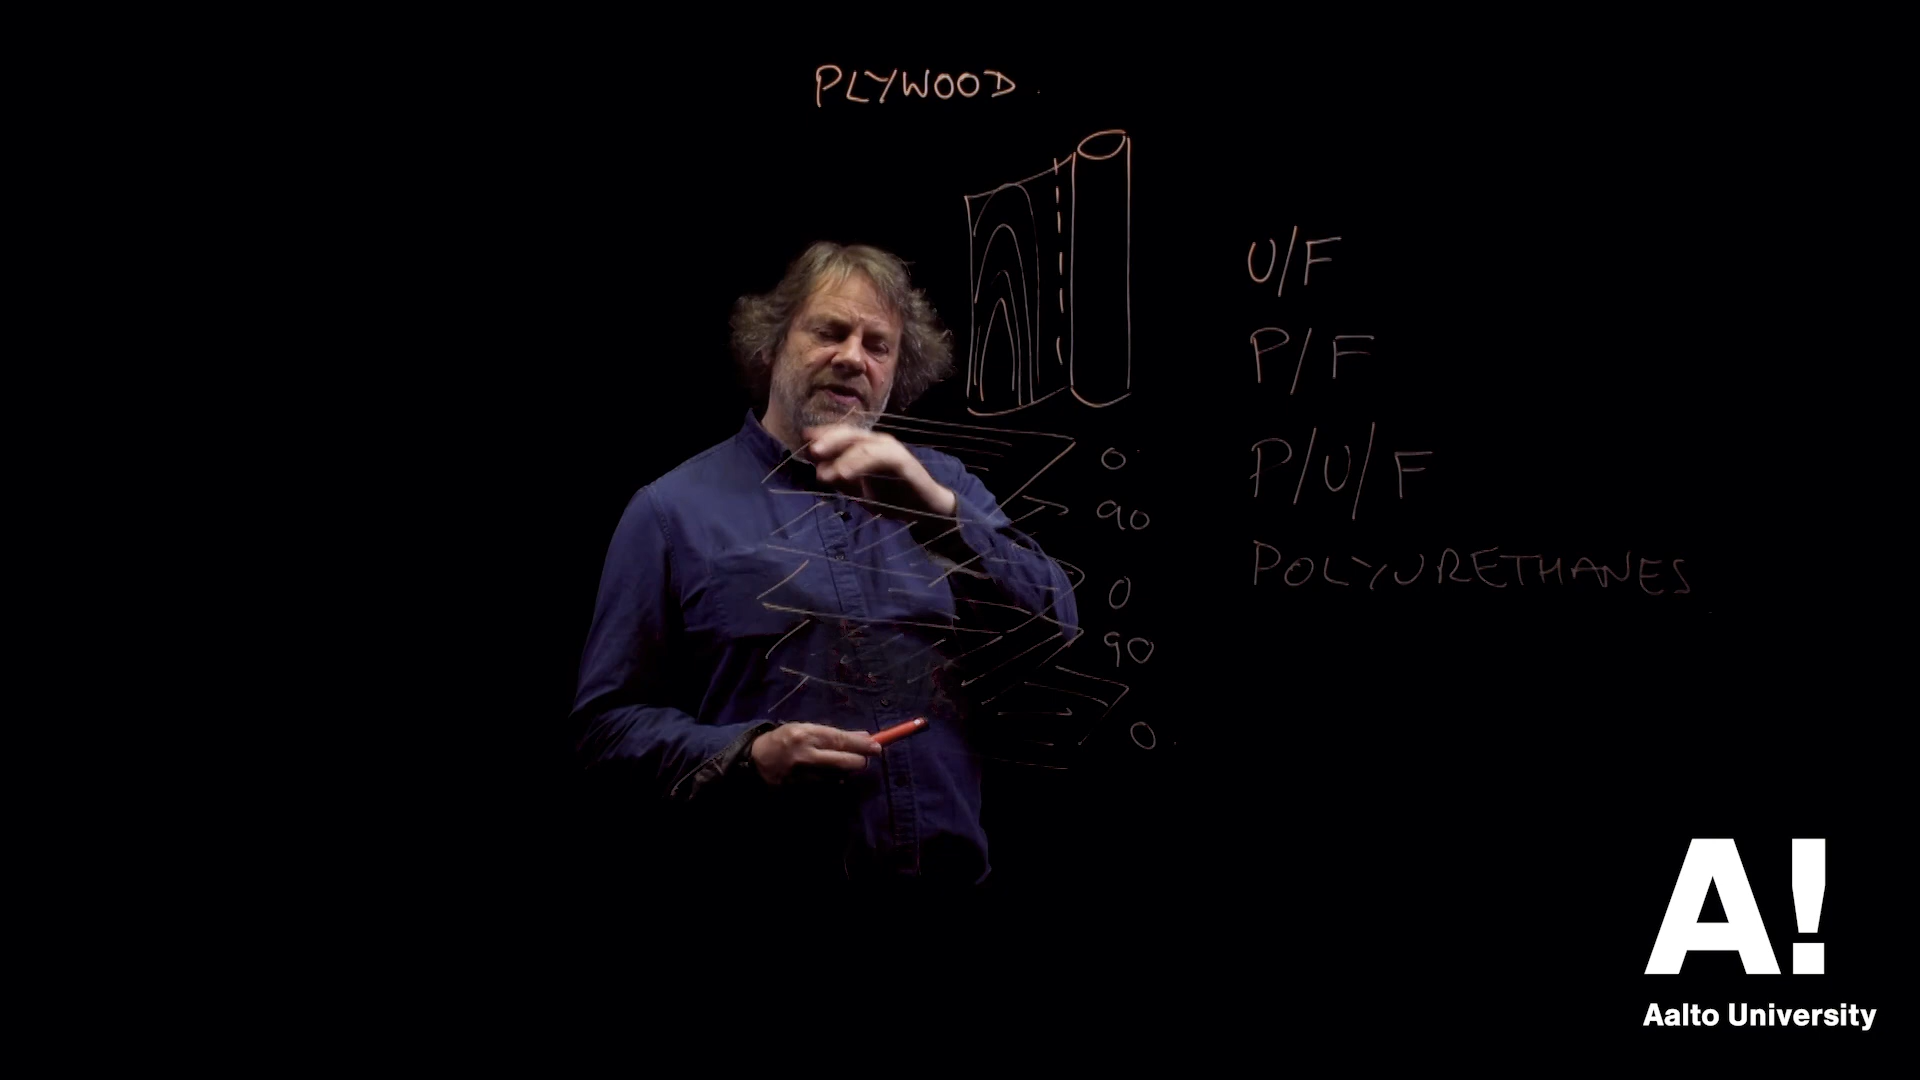 PLYWOOD
U/F
P/F
P/U/F
POLYURETHANES
0
90
0
90
0
A!
Aalto University